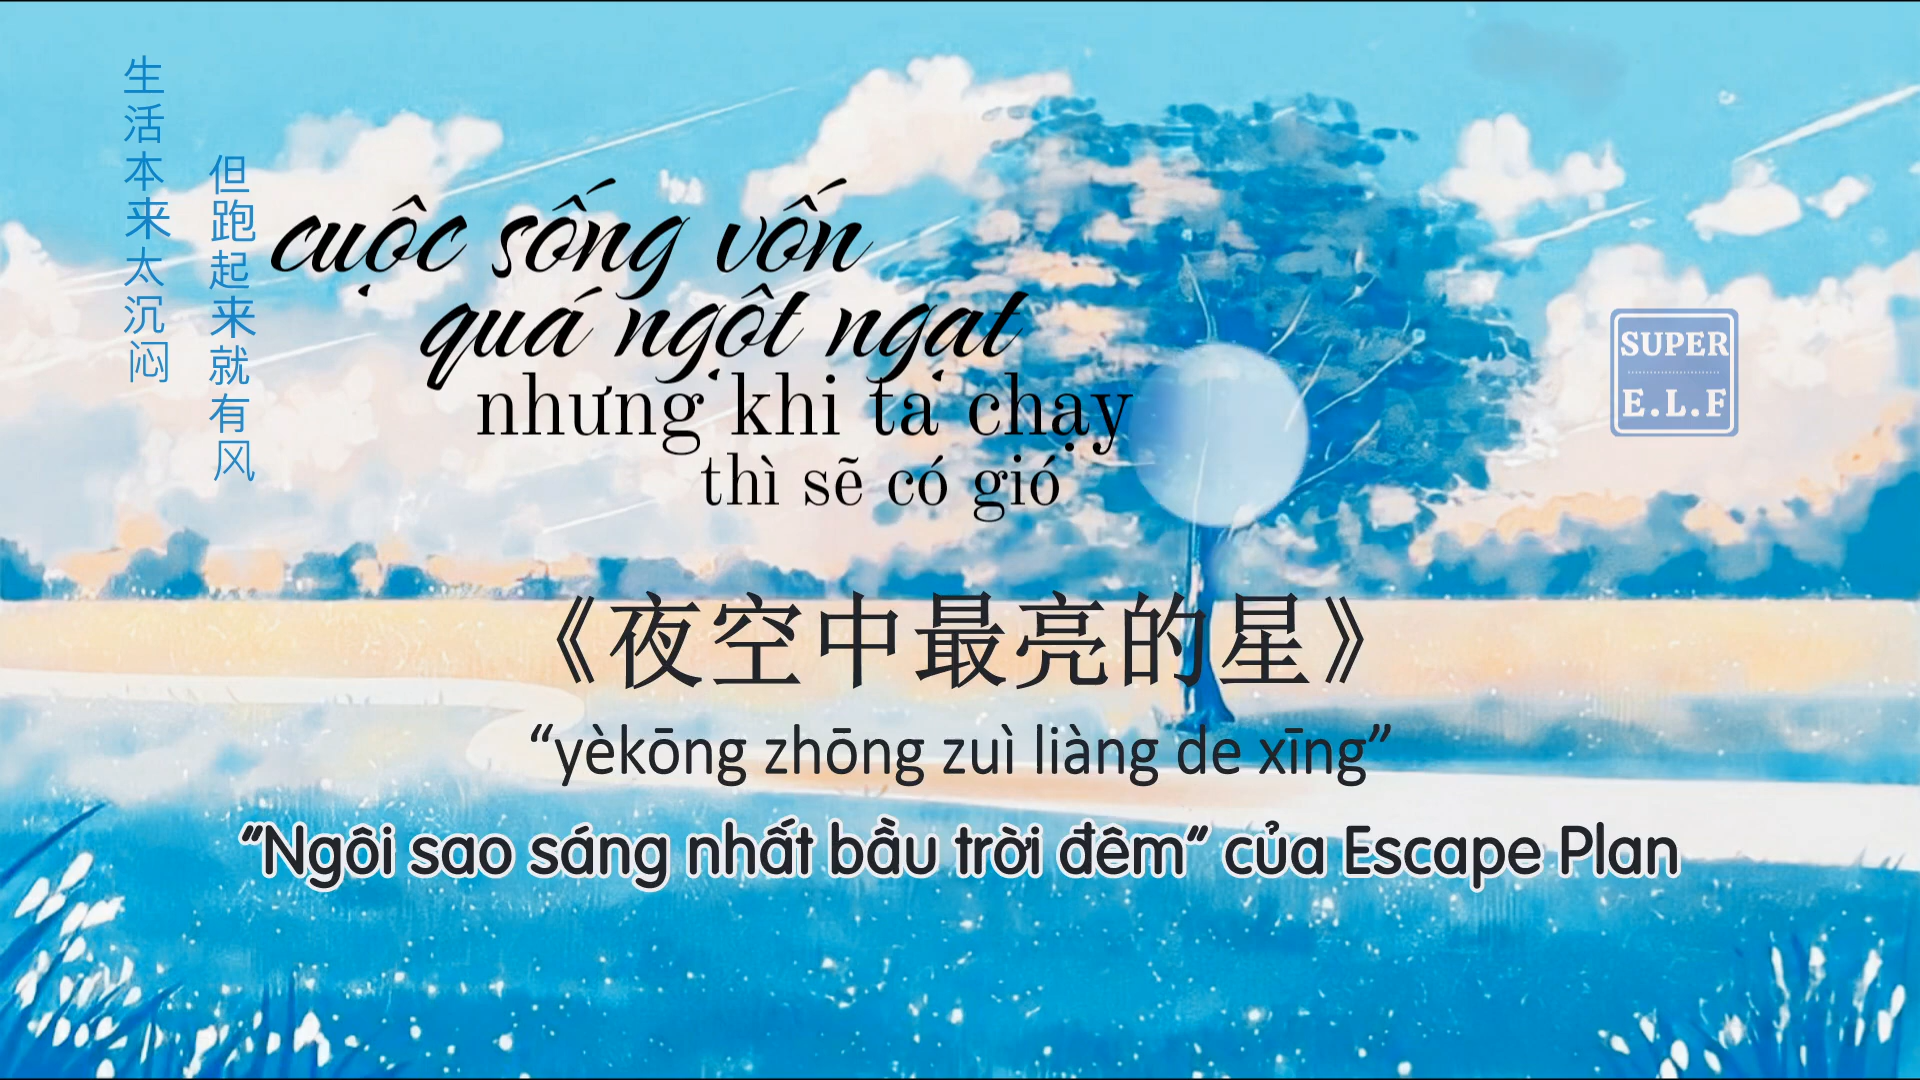 生活本来太沉闷
但跑起来就有风
cuộc sống vốn
quá ngột ngạt
nhưng khi ta chạy
thì sẽ có gió
SUPER
E.L.F
《夜空中最亮的星》
“yèkōng zhōng zuì liàng de xīng”
“Ngôi sao sáng nhất bầu trời đêm” của Escape Plan